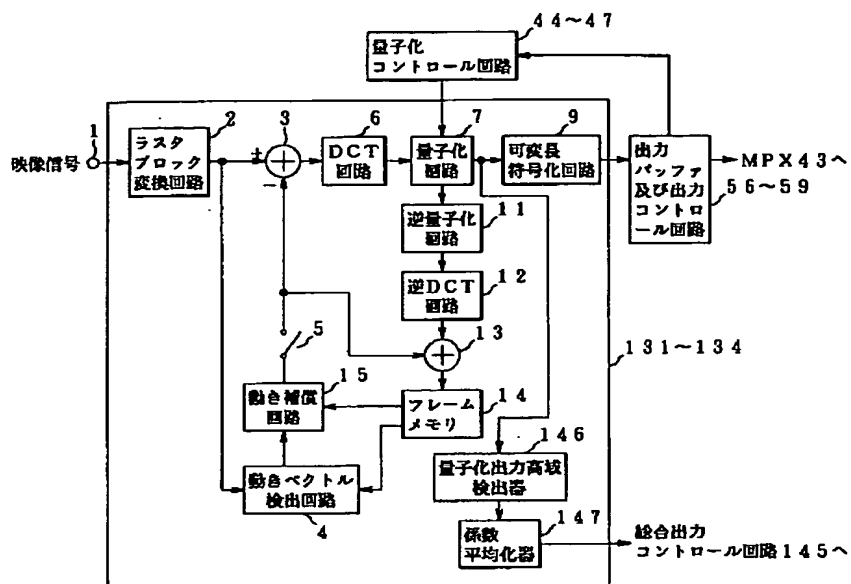 ４４～４７
量子化
コントロール回路
１
映像信号
２
ラスタ
ブロック
変換回路
３
+
-
６
ＤＣＴ
回路
７
量子化
回路
９
可変長
符号化回路
出力
バッファ
及び出力
コントロ
ール回路
ＭＰＸ４３へ
５６～５９
１１
逆量子化
回路
１２
逆ＤＣＴ
回路
１３
５
１３１～１３４
１５
動き補償
回路
１４
フレーム
メモリ
１４６
量子化出力高域
検出器
動きベクトル
検出回路
４
１４７
係数
平均化器
総合出力
コントロール回路１４５へ